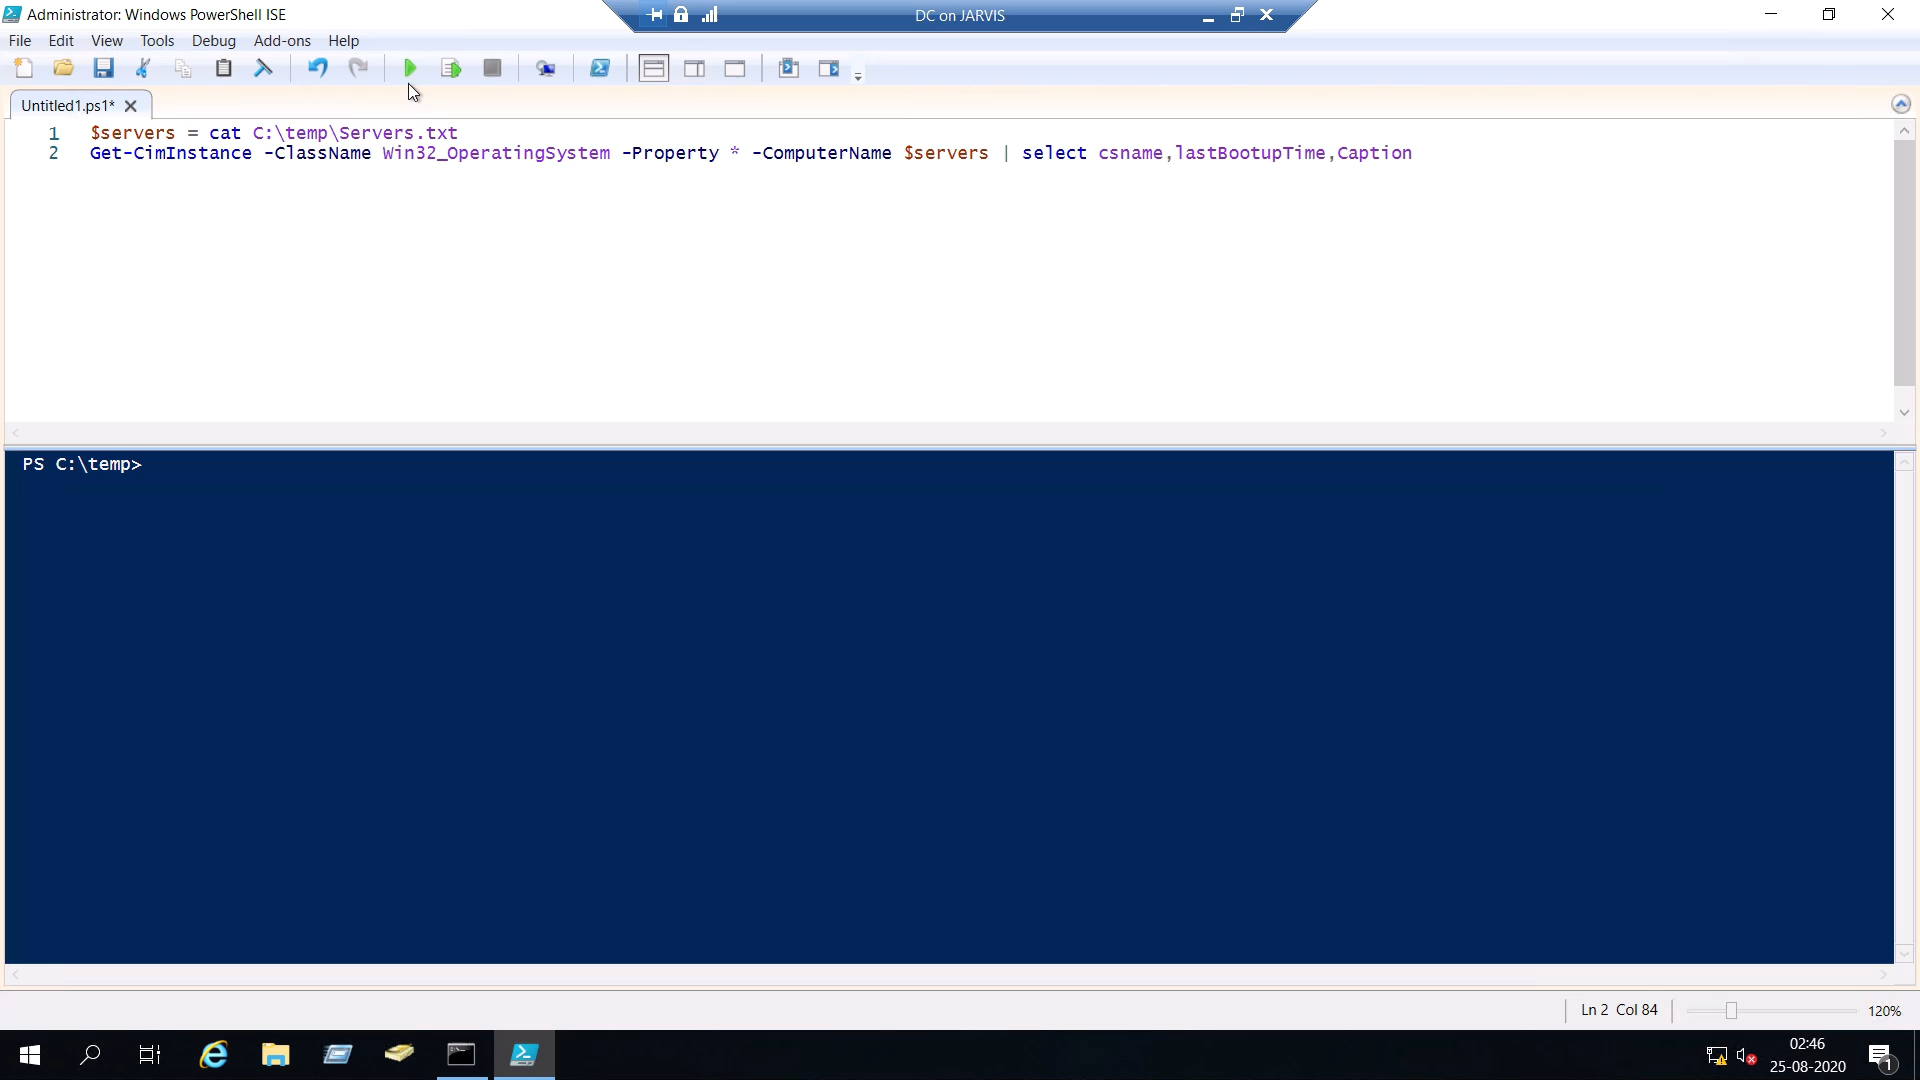 Administrator: Windows PowerShell ISE
DC on JARVIS
File Edit View Tools Debug Add-ons Help
Untitled1.ps1*
1 $servers = cat C:\temp\Servers.txt
2 Get-CimInstance -ClassName Win32_OperatingSystem -Property * -ComputerName $servers | select csname,lastBootupTime,Caption
PS C:\temp>
Ln 2 Col 84
120%
02:46
25-08-2020
1